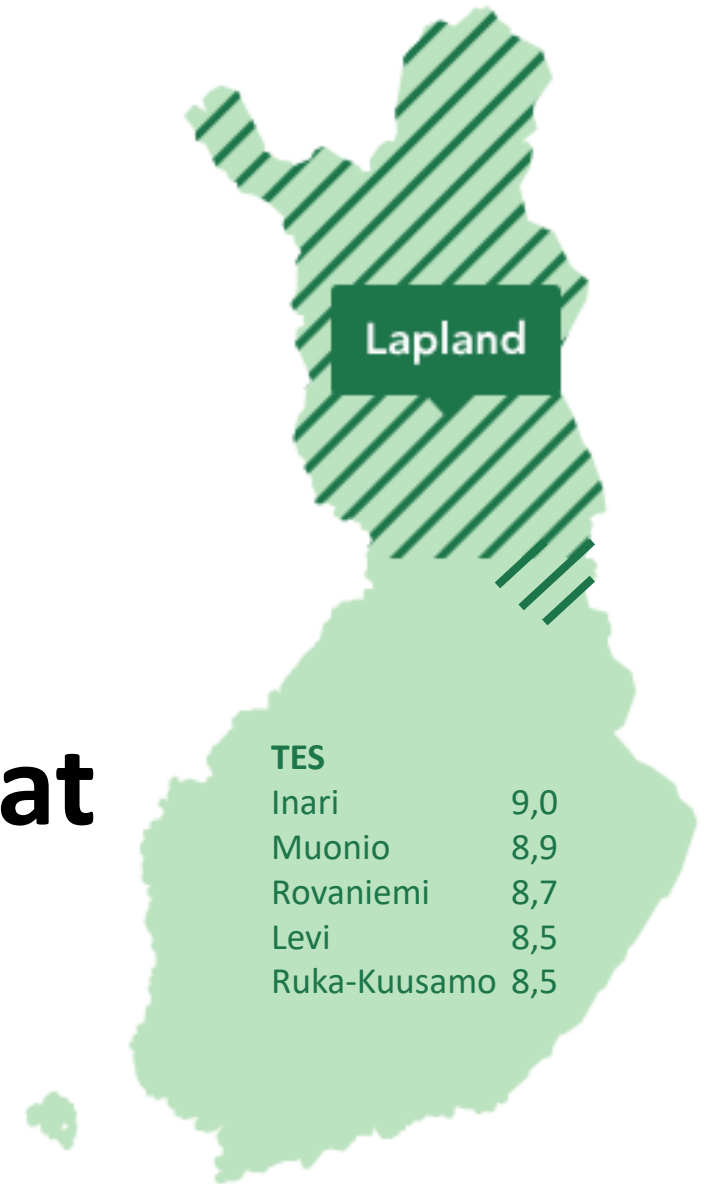 Lapland
at
TES
Inari 9,0
Muonio 8,9
Rovaniemi 8,7
Levi 8,5
Ruka-Kuusamo 8,5